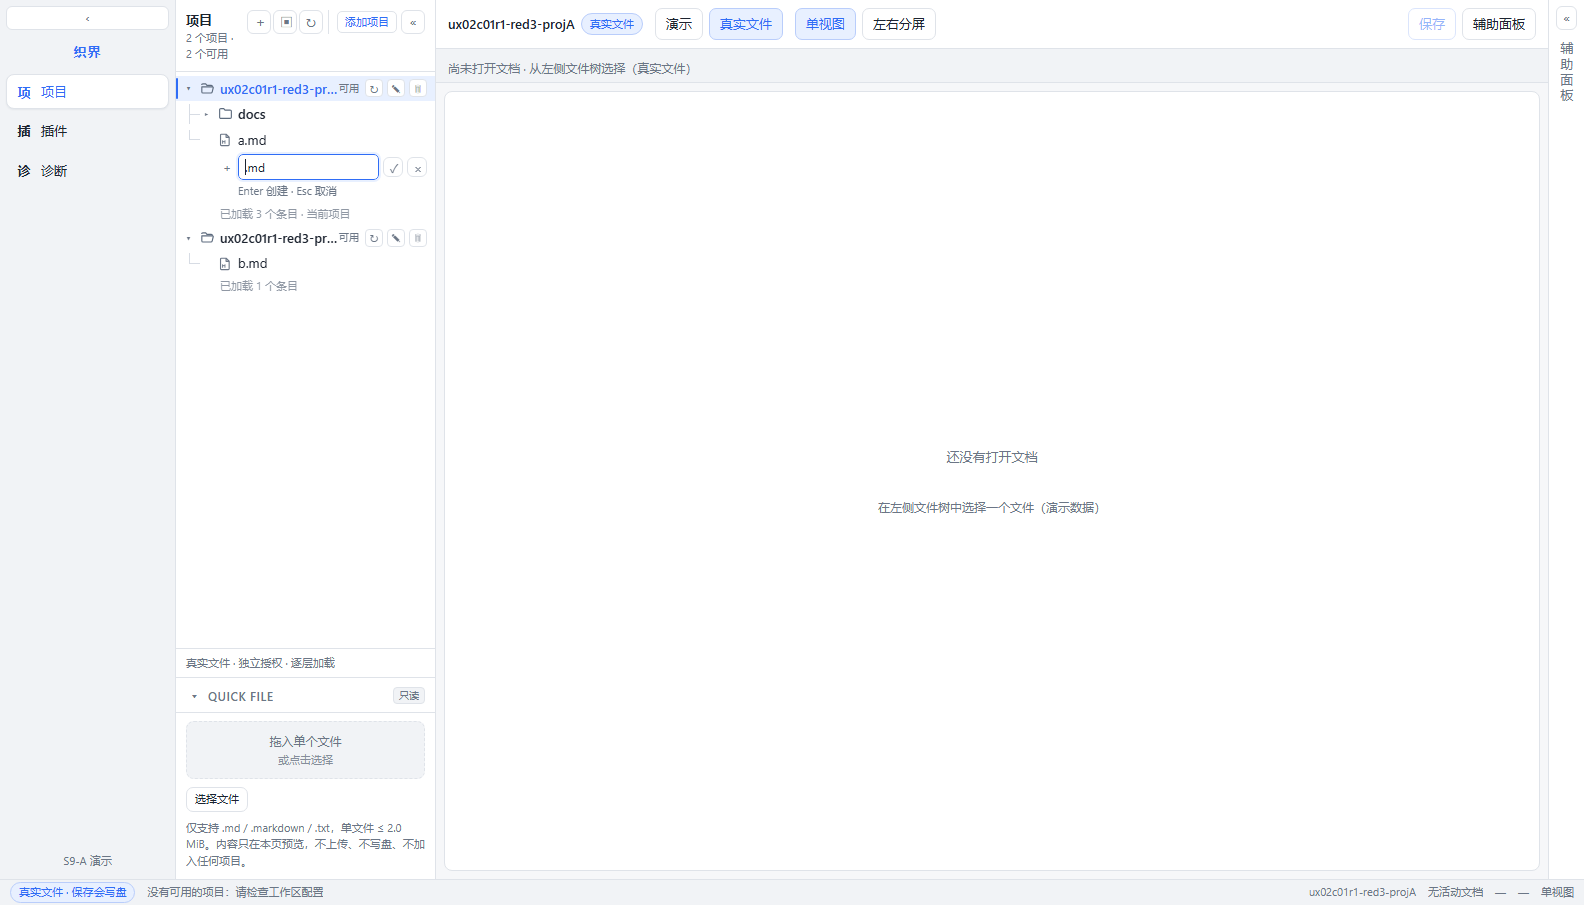 ‹
织界
项 项目
插 插件
诊 诊断
S9-A 演示
项目
2 个项目 ·
2 个可用
+
↻
添加项目
«
ux02c01r1-red3-pr... 可用 ↻
docs
a.md
+ .md ✓ ×
Enter 创建 · Esc 取消
已加载 3 个条目 · 当前项目
ux02c01r1-red3-pr... 可用 ↻
b.md
已加载 1 个条目
真实文件 · 独立授权 · 逐层加载
QUICK FILE 只读
拖入单个文件
或点击选择
选择文件
仅支持 .md / .markdown / .txt，单文件 ≤ 2.0
MiB。内容只在本页预览，不上传、不写盘、不加
入任何项目。
ux02c01r1-red3-projA 真实文件 演示 真实文件 单视图 左右分屏 保存 辅助面板
尚未打开文档 · 从左侧文件树选择（真实文件）
还没有打开文档
在左侧文件树中选择一个文件（演示数据）
«
辅助面板
真实文件 · 保存会写盘 没有可用的项目：请检查工作区配置
ux02c01r1-red3-projA 无活动文档 — — 单视图